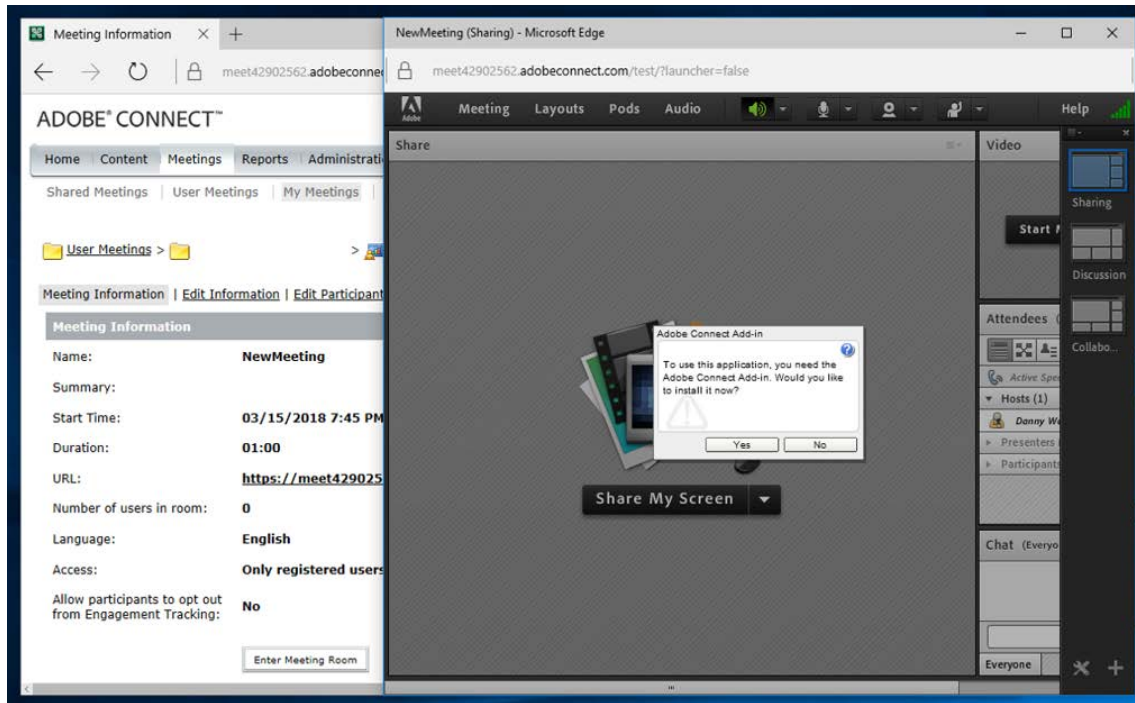 Meeting Information
meet42902562.adobeconne
ADOBE® CONNECT™
Home Content Meetings Reports Administrati
Shared Meetings | User Meetings | My Meetings |
User Meetings > >
Meeting Information | Edit Information | Edit Participant
Meeting Information
Name: NewMeeting
Summary:
Start Time: 03/15/2018 7:45 PM
Duration: 01:00
URL: https://meet429025
Number of users in room: 0
Language: English
Access: Only registered users
Allow participants to opt out
from Engagement Tracking: No
Enter Meeting Room
NewMeeting (Sharing) - Microsoft Edge
meet42902562.adobeconnect.com/test/?launcher=false
Adobe
Meeting Layouts Pods Audio Help
Share
Adobe Connect Add-in
To use this application, you need the
Adobe Connect Add-in. Would you like
to install it now?
Yes No
Share My Screen
Video
Start
Attendees
Active Spe
Hosts (1)
Danny
Presenters
Participants
Chat (Everyo
Everyone
Sharing
Discussion
Collabo...